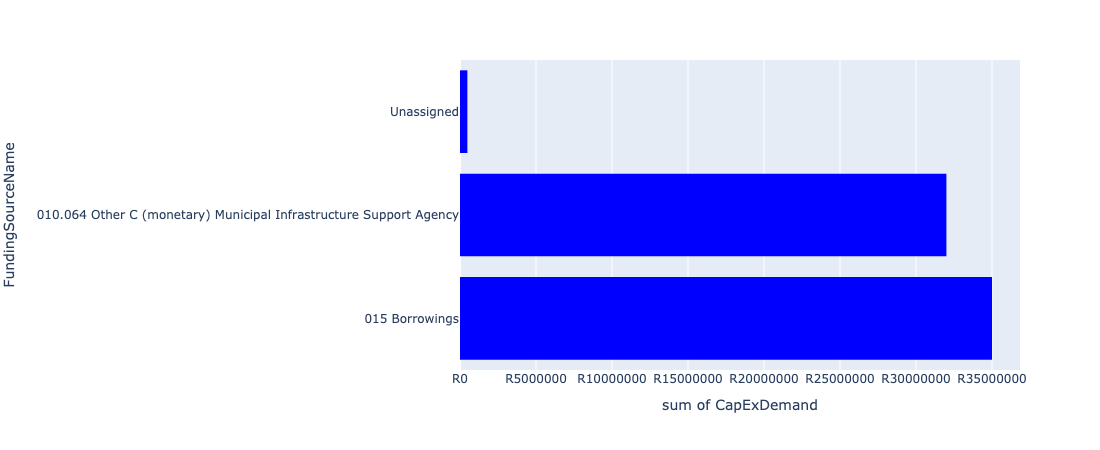 FundingSourceName
Unassigned
010.064 Other C (monetary) Municipal Infrastructure Support Agency
015 Borrowings
R0 R5000000 R10000000 R15000000 R20000000 R25000000 R30000000 R35000000
sum of CapExDemand